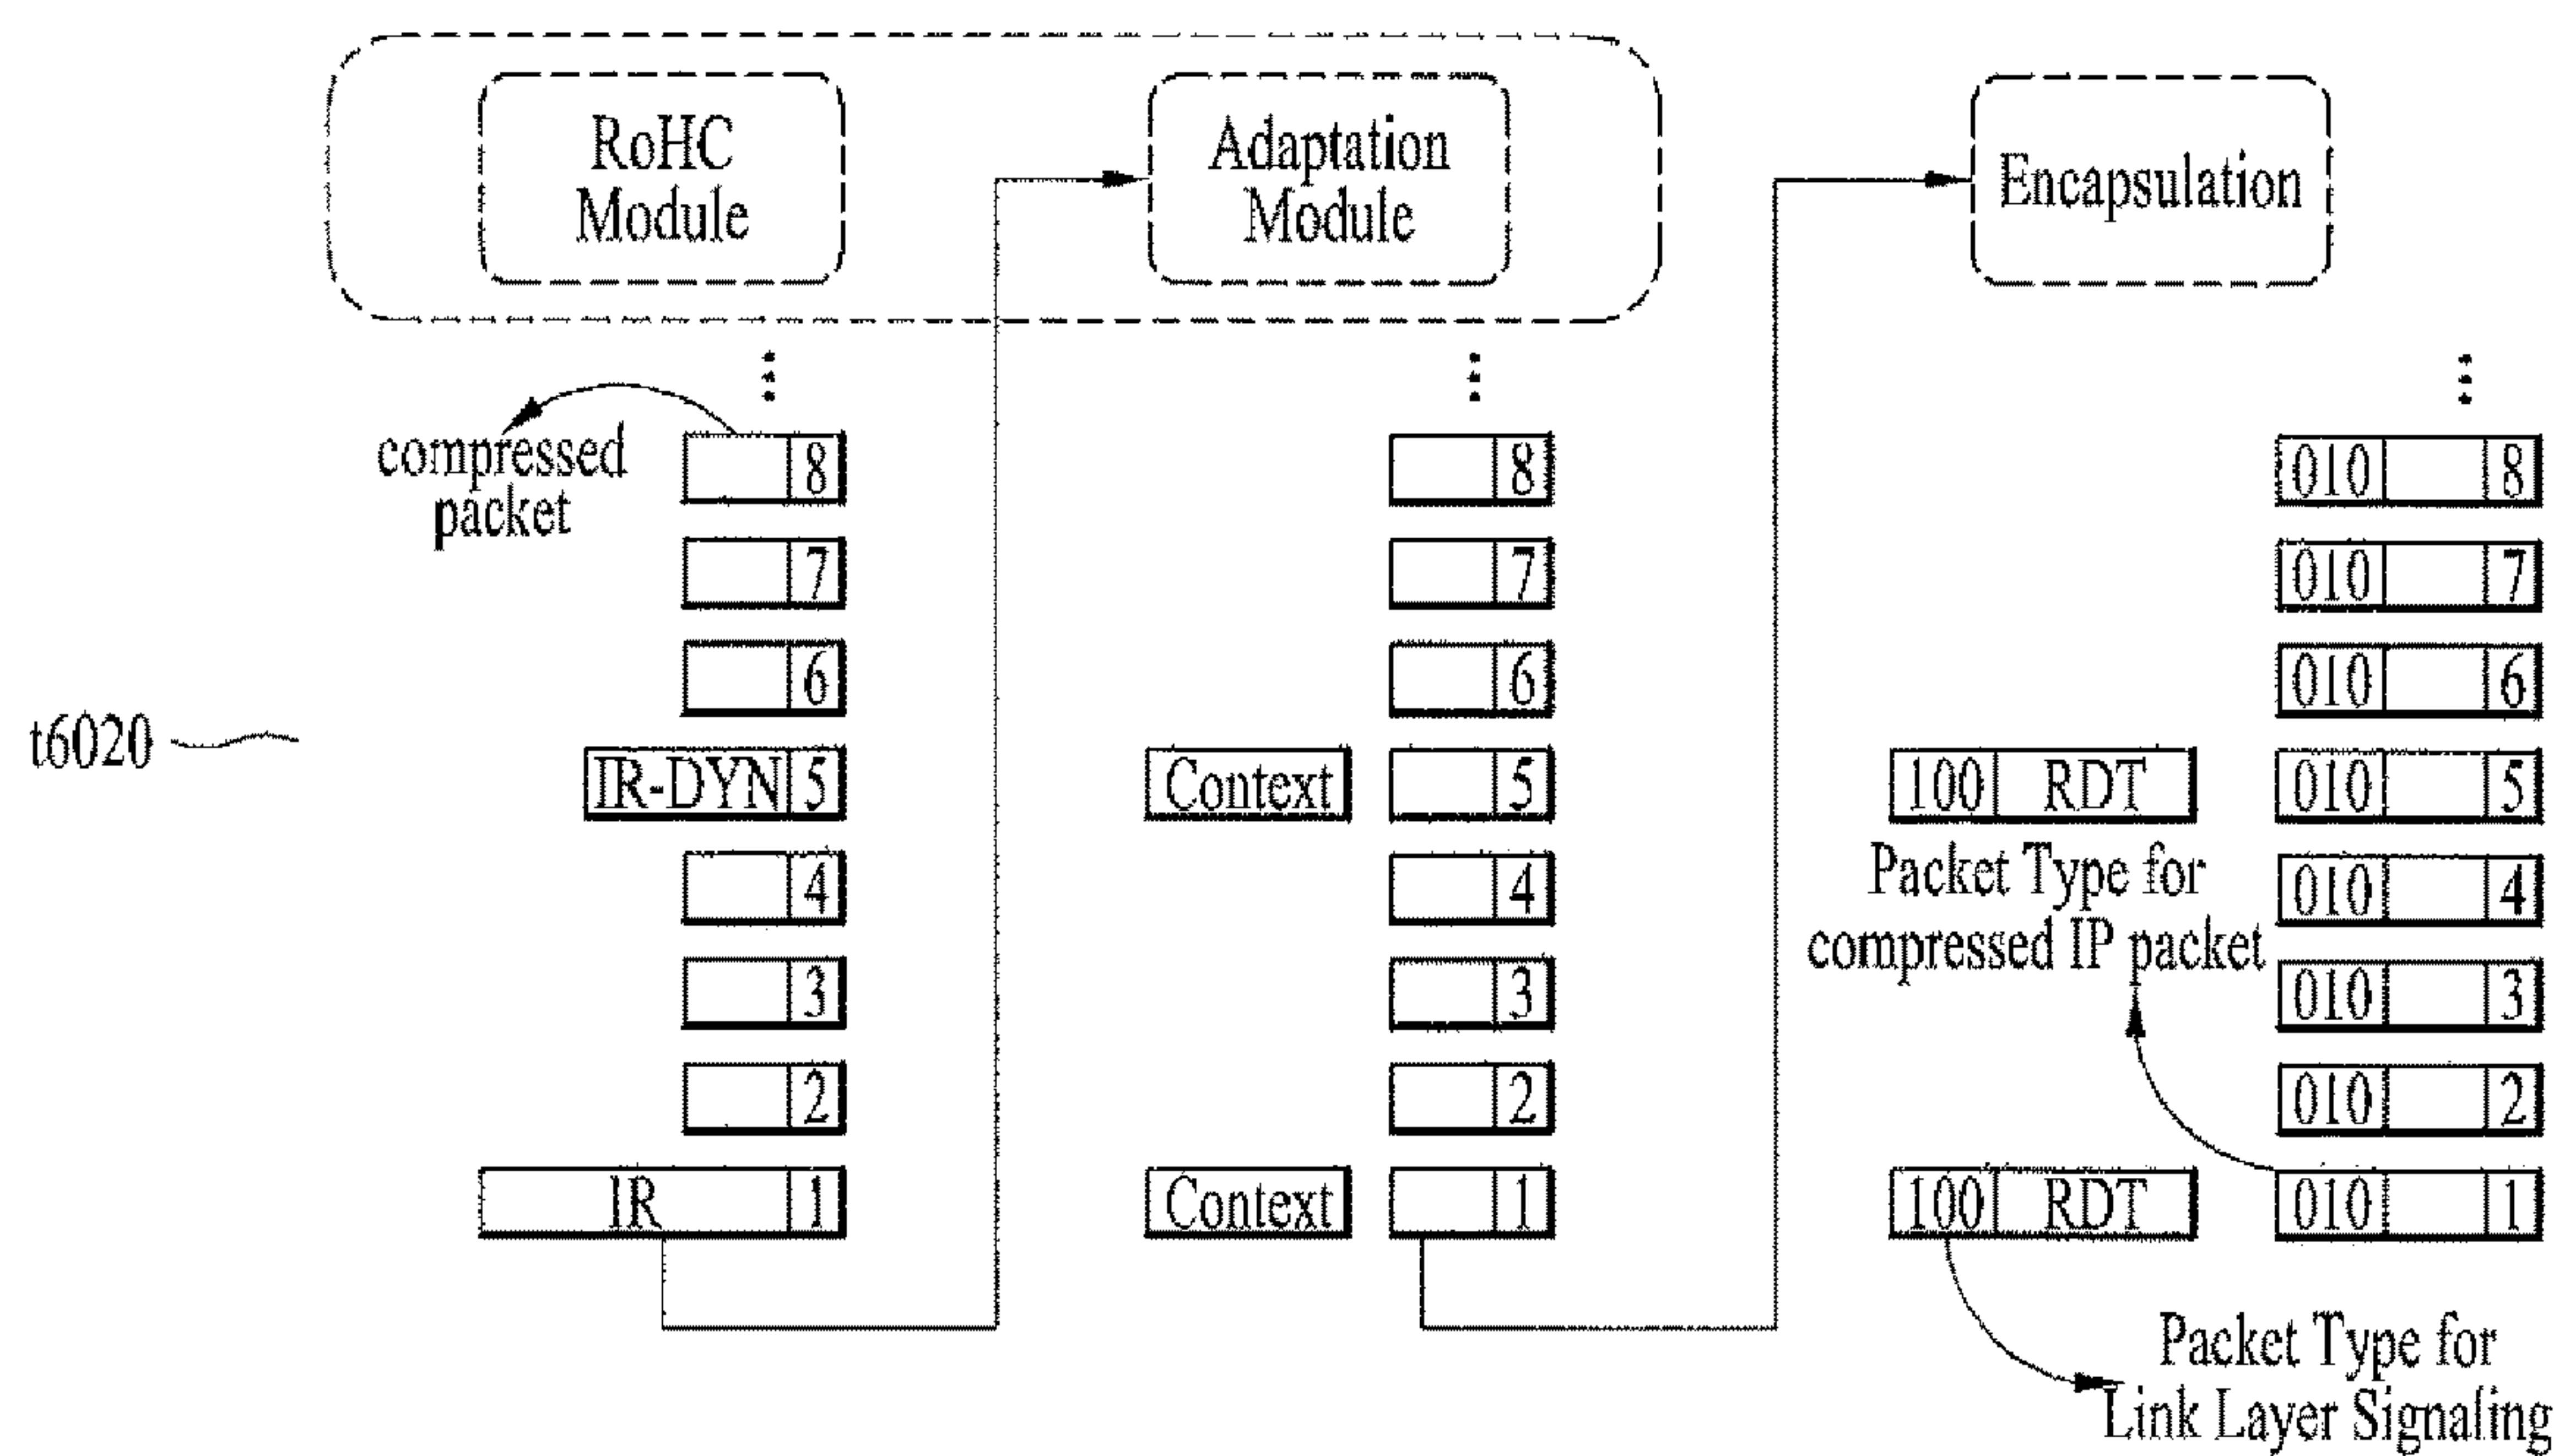 RoHC
Module
Adaptation
Module
Encapsulation
compressed
packet
8
8
010 8
7
7
010 7
6
6
010 6
t6020
IR-DYN 5
Context 5
100 RDT 010 5
Packet Type for
compressed IP packet
4
4
010 4
3
3
010 3
2
2
010 2
IR 1
Context 1
100 RDT 010 1
Packet Type for
Link Layer Signaling